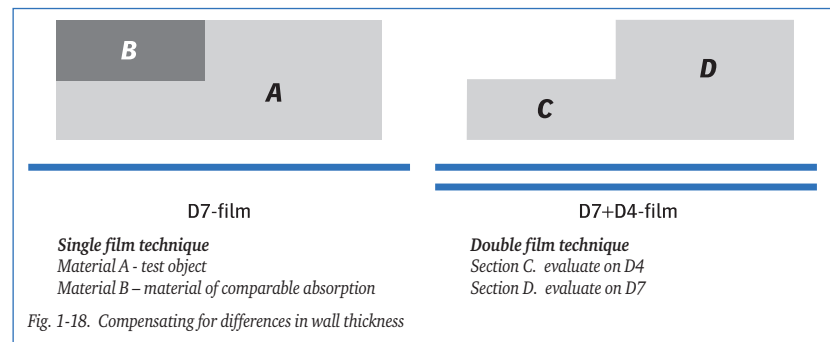 B
A
D7-film
Single film technique
Material A - test object
Material B – material of comparable absorption
D
C
D7+D4-film
Double film technique
Section C. evaluate on D4
Section D. evaluate on D7
Fig. 1-18. Compensating for differences in wall thickness